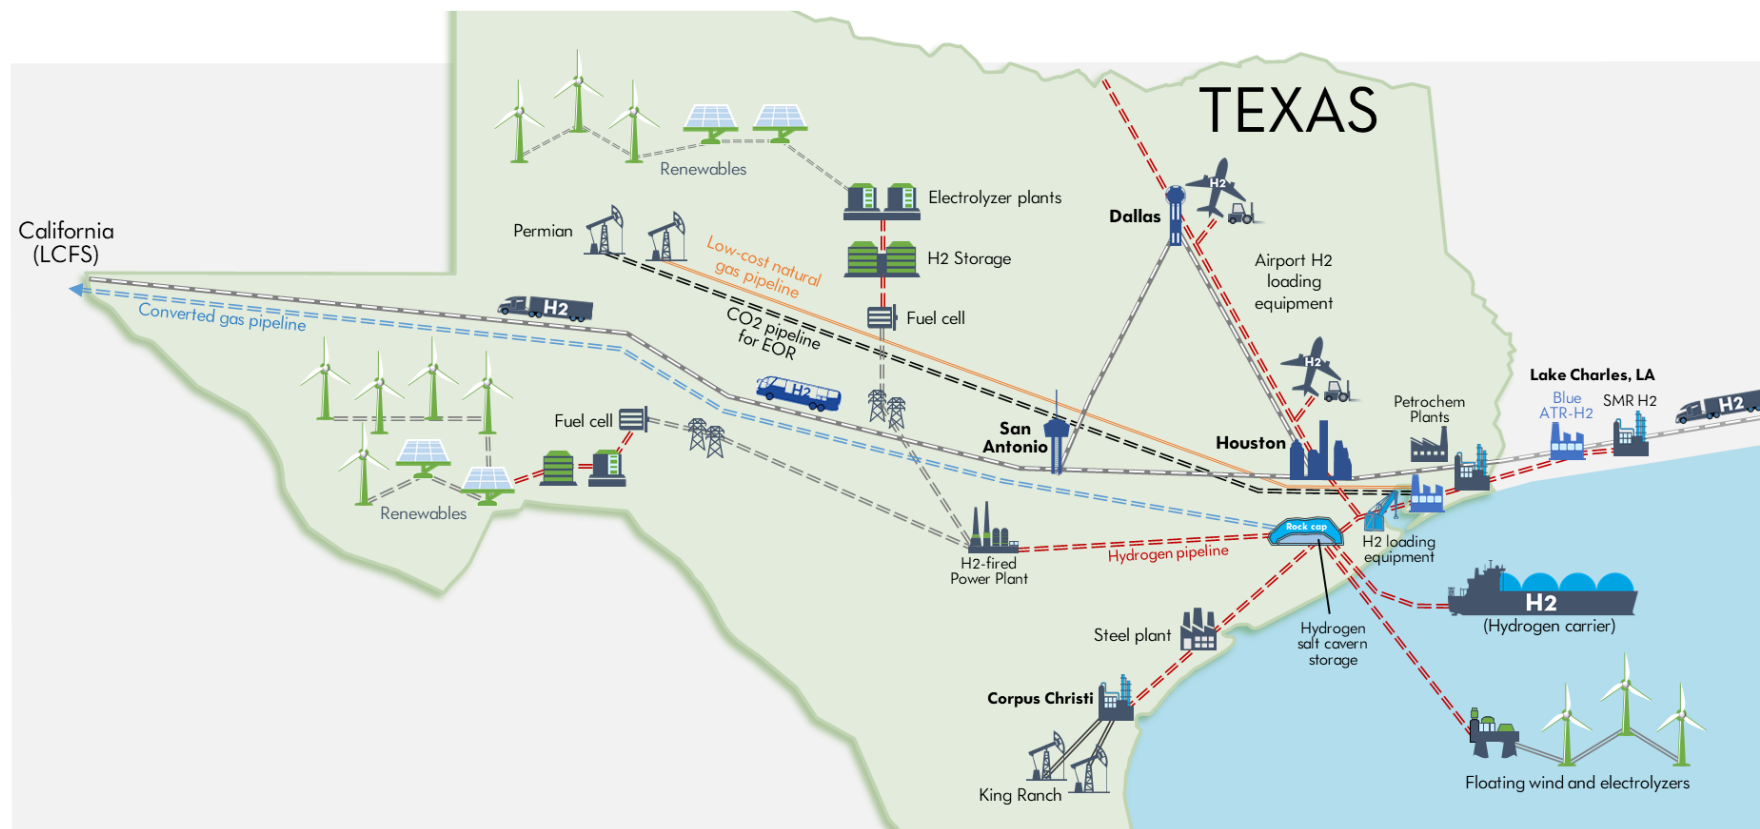 TEXAS
Renewables
Electrolyzer plants
H2
Dallas
California
(LCFS)
Permian
Low-cost natural
gas pipeline
H2 Storage
Airport H2
loading
equipment
Converted gas pipeline
H2
CO2 pipeline
for EOR
Fuel cell
H2
H2
Lake Charles, LA
Blue
ATR-H2
SMR H2
H2
Petrochem
Plants
Fuel cell
San
Antonio
Houston
Renewables
Rock cap
H2 loading
equipment
Hydrogen pipeline
H2-fired
Power Plant
H2
(Hydrogen carrier)
Steel plant
Hydrogen
salt cavern
storage
Corpus Christi
King Ranch
Floating wind and electrolyzers